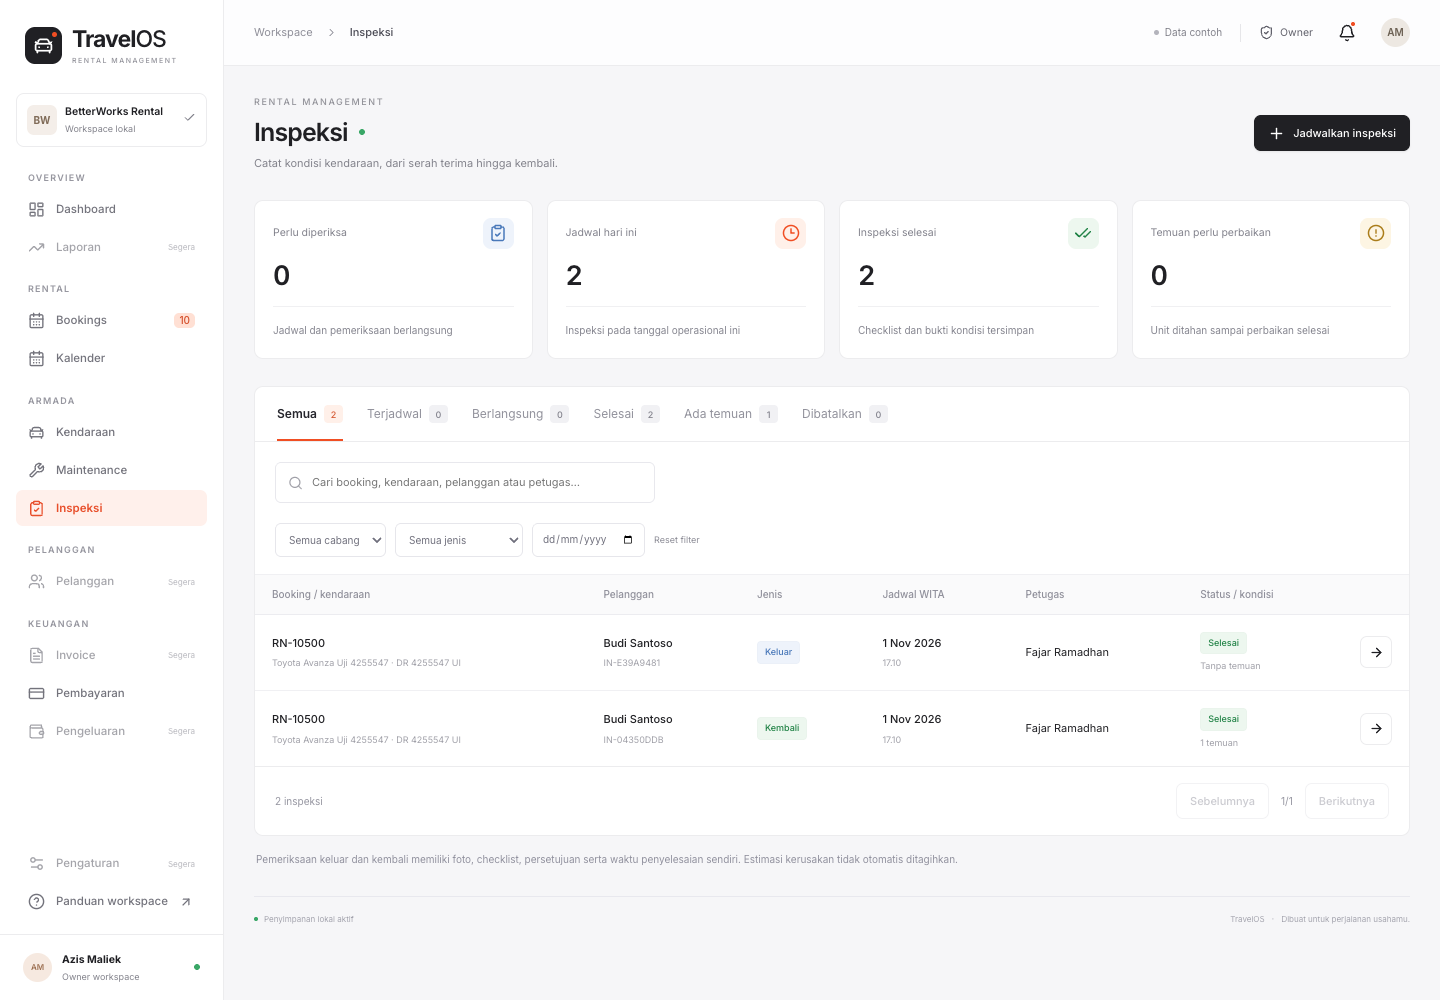 TravelOS
RENTAL MANAGEMENT
BW
BetterWorks Rental
Workspace lokal
OVERVIEW
Dashboard
Laporan Segera
RENTAL
Bookings 10
Kalender
ARMADA
Kendaraan
Maintenance
Inspeksi
PELANGGAN
Pelanggan Segera
KEUANGAN
Invoice Segera
Pembayaran
Pengeluaran Segera
Pengaturan Segera
Panduan workspace
AM
Azis Maliek
Owner workspace
Workspace > Inspeksi
Data contoh
Owner
AM
RENTAL MANAGEMENT
Inspeksi
Catat kondisi kendaraan, dari serah terima hingga kembali.
Jadwalkan inspeksi
Perlu diperiksa
0
Jadwal dan pemeriksaan berlangsung
Jadwal hari ini
2
Inspeksi pada tanggal operasional ini
Inspeksi selesai
2
Checklist dan bukti kondisi tersimpan
Temuan perlu perbaikan
0
Unit ditahan sampai perbaikan selesai
Semua 2 Terjadwal 0 Berlangsung 0 Selesai 2 Ada temuan 1 Dibatalkan 0
Cari booking, kendaraan, pelanggan atau petugas...
Semua cabang Semua jenis dd/mm/yyyy Reset filter
Booking / kendaraan Pelanggan Jenis Jadwal WITA Petugas Status / kondisi
RN-10500 Budi Santoso Keluar 1 Nov 2026 Fajar Ramadhan Selesai
Toyota Avanza Uji 4255547 · DR 4255547 UI IN-E39A9481 17.10 Tanpa temuan
RN-10500 Budi Santoso Kembali 1 Nov 2026 Fajar Ramadhan Selesai
Toyota Avanza Uji 4255547 · DR 4255547 UI IN-04350DDB 17.10 1 temuan
2 inspeksi Sebelumnya 1/1 Berikutnya
Pemeriksaan keluar dan kembali memiliki foto, checklist, persetujuan serta waktu penyelesaian sendiri. Estimasi kerusakan tidak otomatis ditagihkan.
Penyimpanan lokal aktif
TravelOS · Dibuat untuk perjalanan usahamu.